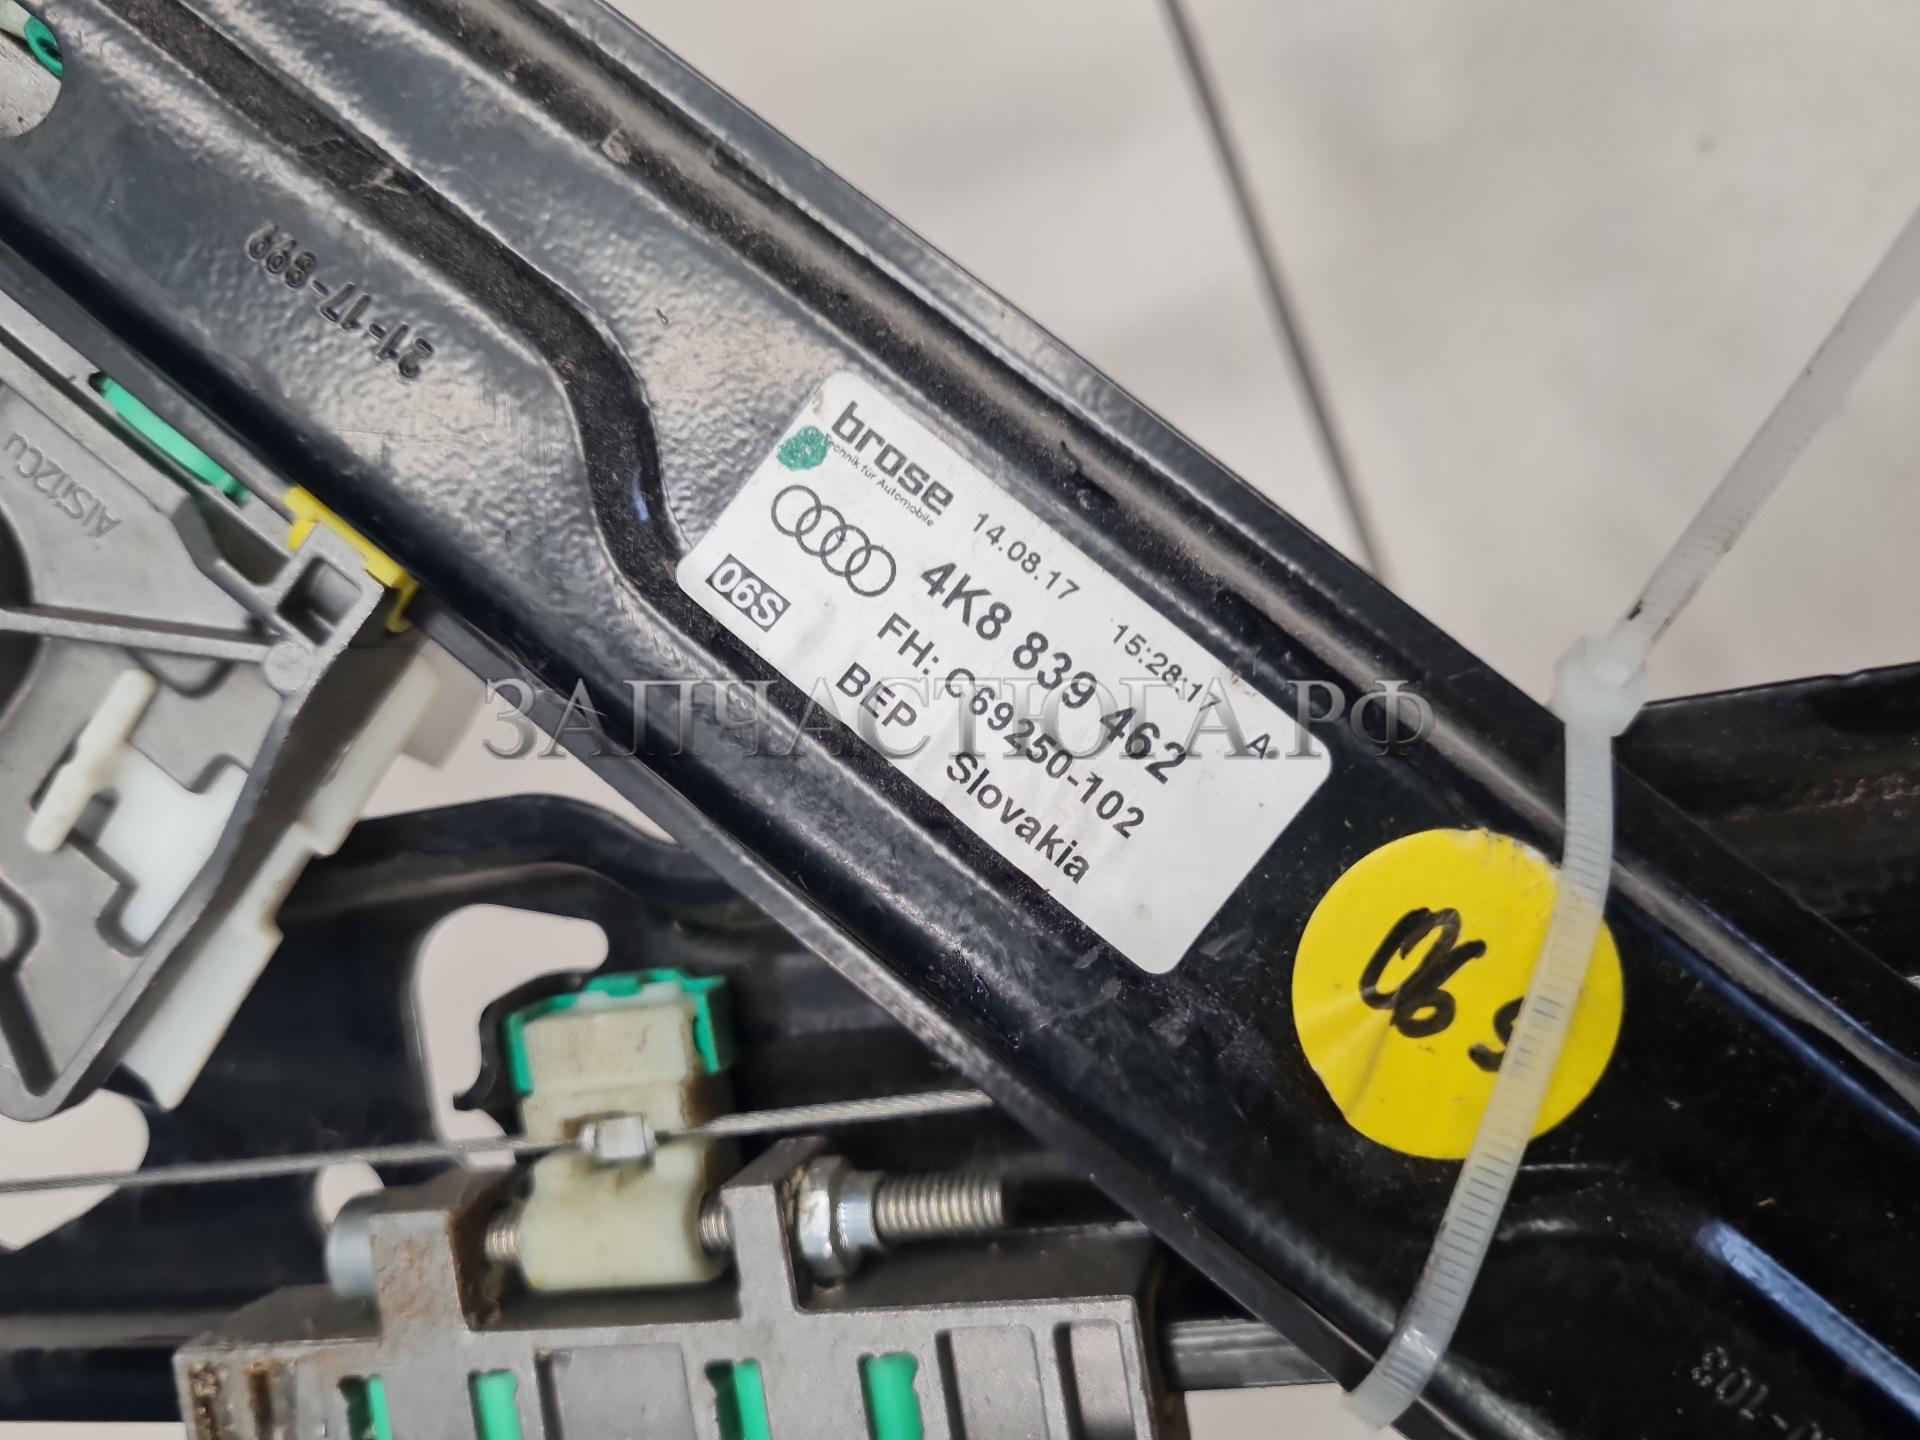 21-17-899
AlSi12Cu
brose
Technik für Automobile
14.08.17 15:28:17 A
4K8 839 462
06S
FH: C69250-102
BEP Slovakia
ЗАПЧАСТЮГА.РФ
06 S